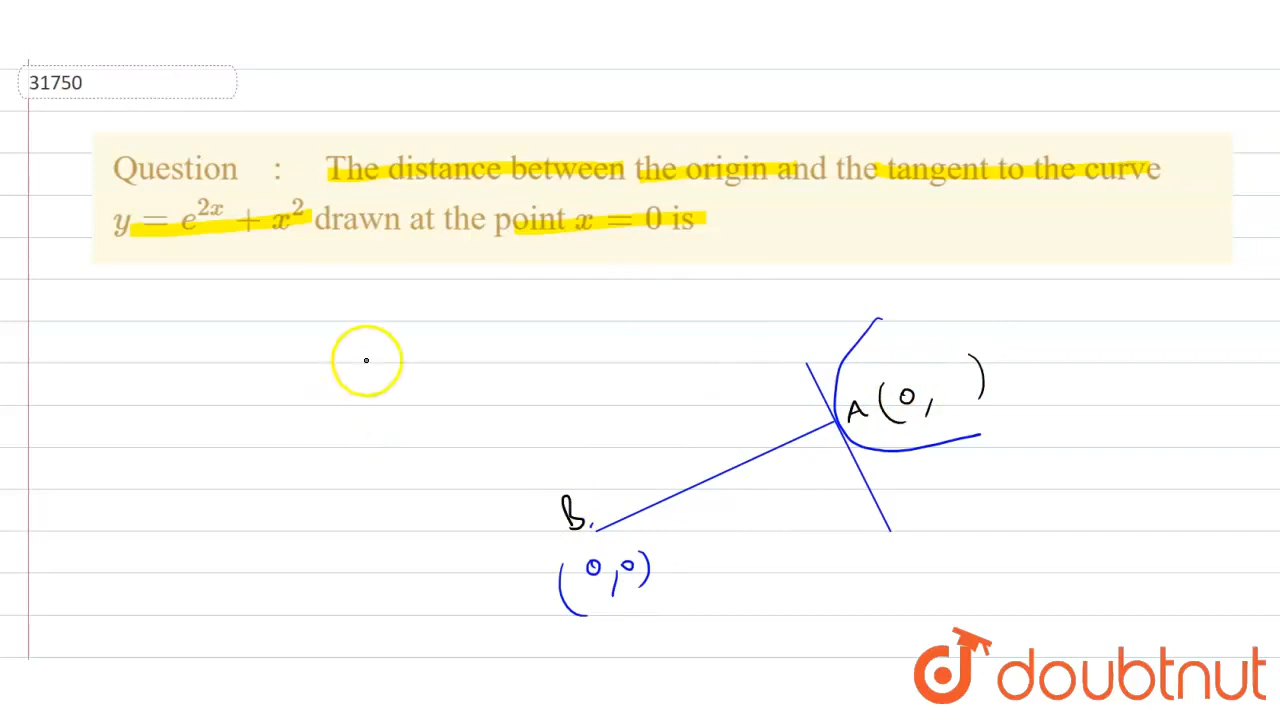 31750
Question : The distance between the origin and the tangent to the curve
y = e^{2x} + x^2 drawn at the point x = 0 is
A (0, )
B.
(0,0)
doubtnut